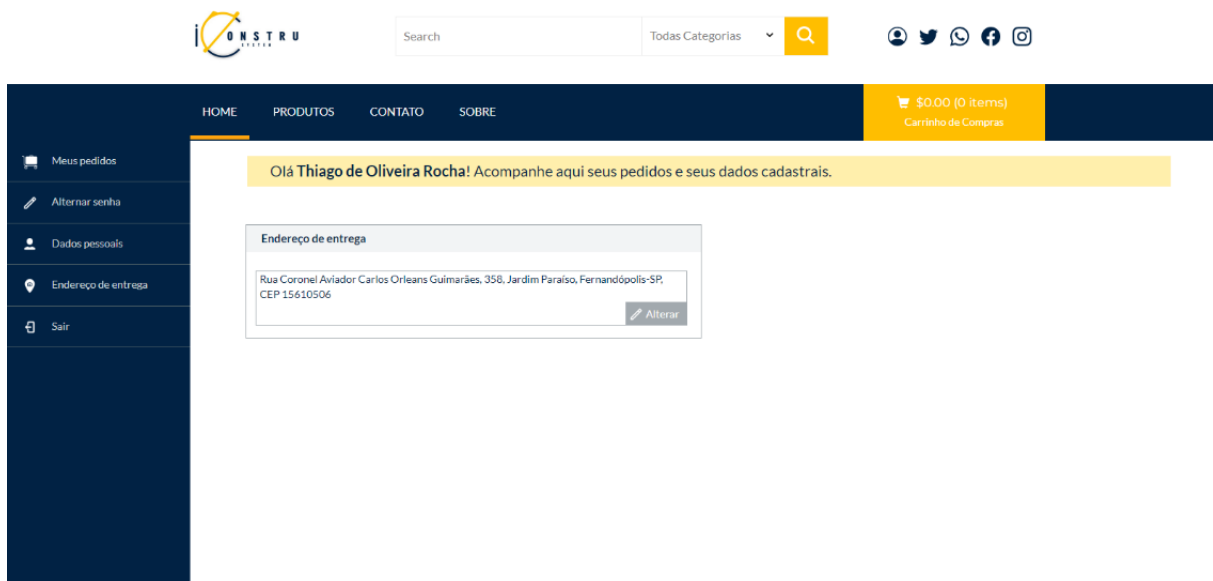 iCONSTRU
SYSTEM
Search
Todas Categorias
HOME PRODUTOS CONTATO SOBRE
$0.00 (0 items)
Carrinho de Compras
Meus pedidos
Alternar senha
Dados pessoais
Endereço de entrega
Sair
Olá Thiago de Oliveira Rocha! Acompanhe aqui seus pedidos e seus dados cadastrais.
Endereço de entrega
Rua Coronel Aviador Carlos Orleans Guimarães, 358, Jardim Paraíso, Fernandópolis-SP,
CEP 15610506
Alterar